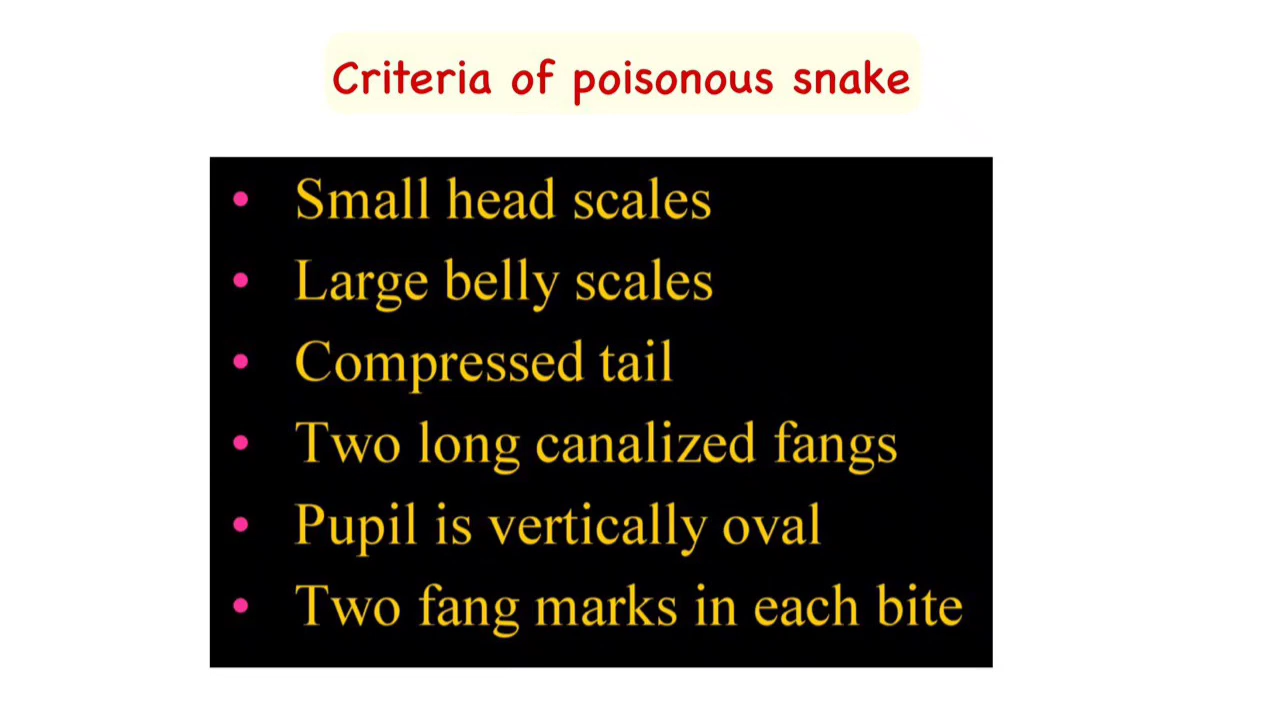 Criteria of poisonous snake
• Small head scales
• Large belly scales
• Compressed tail
• Two long canalized fangs
• Pupil is vertically oval
• Two fang marks in each bite